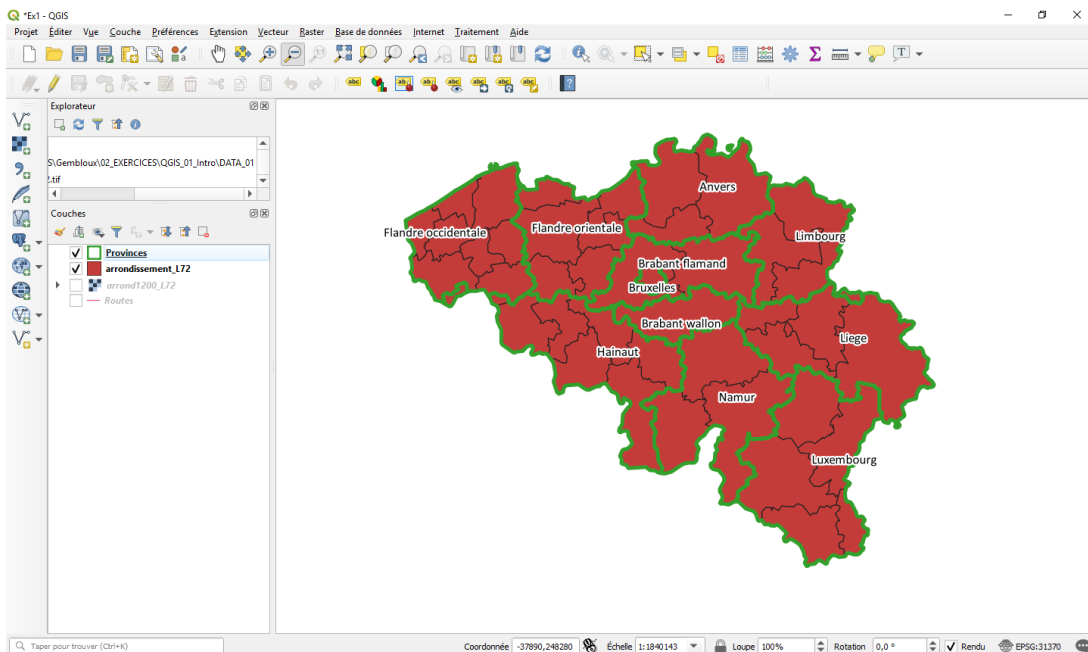 *Ex1 - QGIS
Projet Éditer Vue Couche Préférences Extension Vecteur Raster Base de données Internet Traitement Aide
Explorateur
S\Gembloux\02_EXERCICES\QGIS_01_Intro\DATA_01
.tif
Couches
Provinces
arrondissement_L72
arrond1200_L72
Routes
Anvers
Flandre occidentale
Flandre orientale
Limbourg
Brabant flamand
Bruxelles
Brabant wallon
Liege
Hainaut
Namur
Luxembourg
Taper pour trouver (Ctrl+K) Coordonnée -37890,248280 Échelle 1:1840143 Loupe 100% Rotation 0,0 ° Rendu EPSG:31370